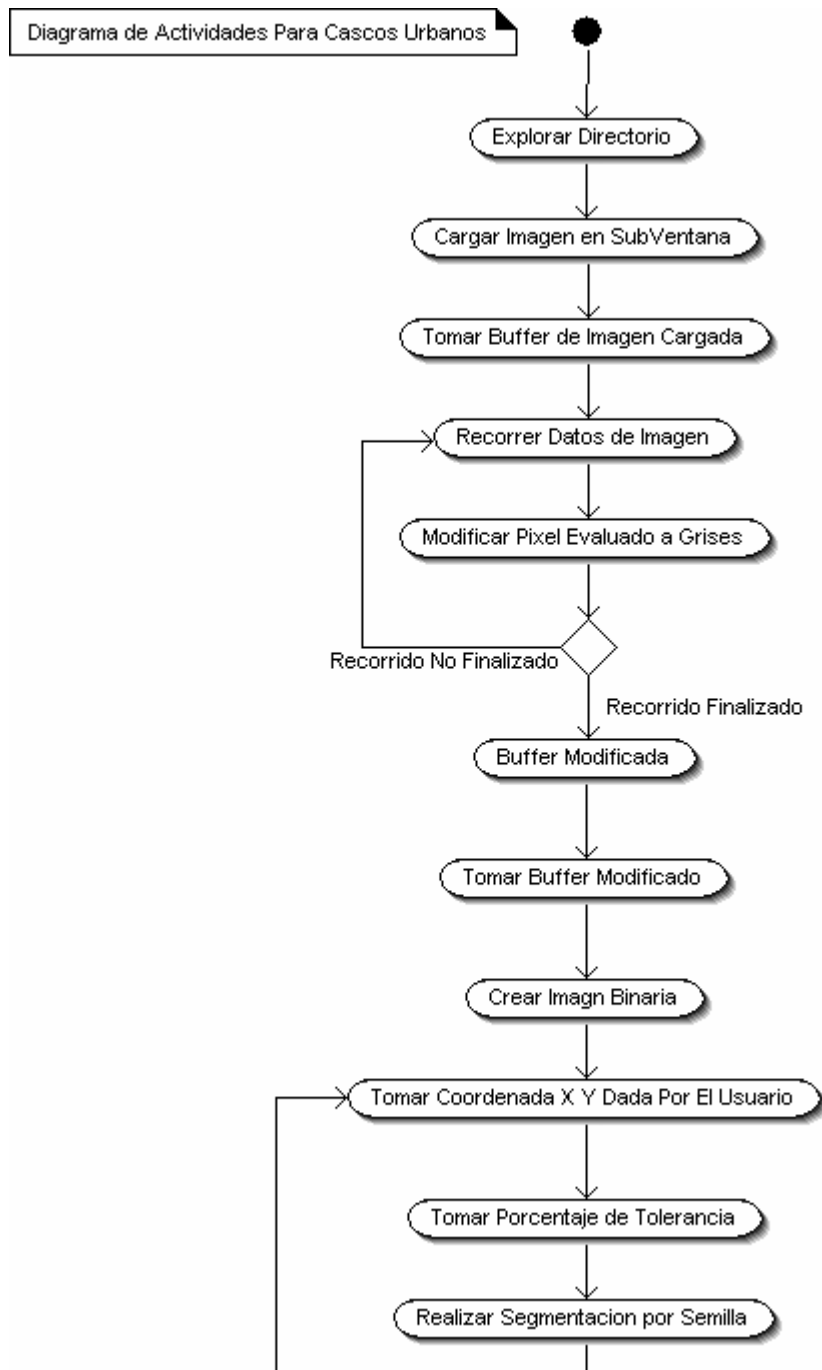 Diagrama de Actividades Para Cascos Urbanos
Explorar Directorio
Cargar Imagen en SubVentana
Tomar Buffer de Imagen Cargada
Recorrer Datos de Imagen
Modificar Pixel Evaluado a Grises
Recorrido No Finalizado
Recorrido Finalizado
Buffer Modificada
Tomar Buffer Modificado
Crear Imagn Binaria
Tomar Coordenada X Y Dada Por El Usuario
Tomar Porcentaje de Tolerancia
Realizar Segmentacion por Semilla